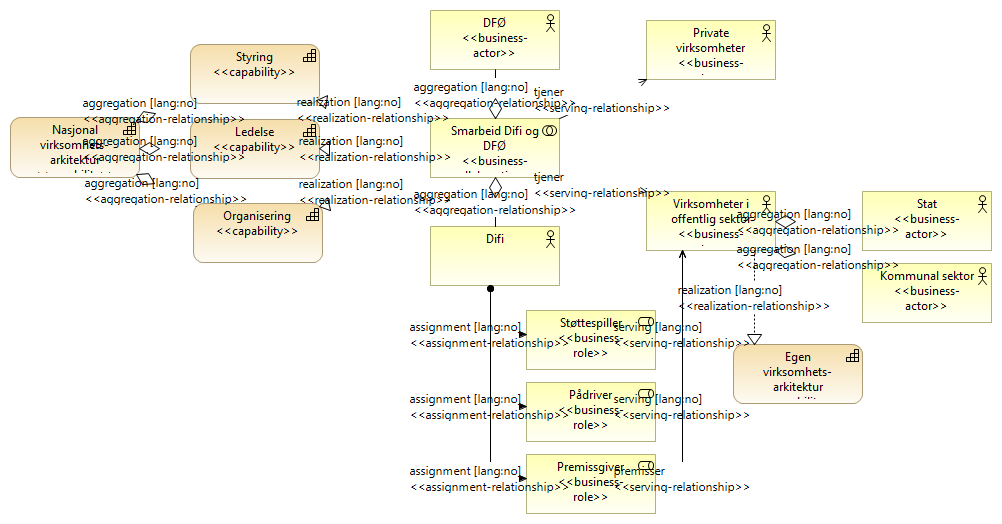 DFØ
<<business-
actor>>
Private
virksomheter
<<business-
Styring
<<capability>>
aggregation [lang:no]
<<aggregation-relationship>>
tjener
<<serving-relationship>>
aggregation [lang:no]
<<aggregation-relationship>>
realization [lang:no]
<<realization-relationship>>
Nasjonal
virksomhets-
arkitektur
aggregation [lang:no]
<<aggregation-relationship>>
Ledelse
<<capability>>
realization [lang:no]
<<realization-relationship>>
Smarbeid Difi og
DFØ
<<business-
aggregation [lang:no]
<<aggregation-relationship>>
realization [lang:no]
<<realization-relationship>>
aggregation [lang:no]
<<aggregation-relationship>>
tjener
<<serving-relationship>>
Organisering
<<capability>>
Difi
Virksomheter i
offentlig sektor
<<business-
aggregation [lang:no]
<<aggregation-relationship>>
Stat
<<business-
actor>>
aggregation [lang:no]
<<aggregation-relationship>>
Kommunal sektor
<<business-
actor>>
realization [lang:no]
<<realization-relationship>>
assignment [lang:no]
<<assignment-relationship>>
Støttespiller
<<business-
role>>
serving [lang:no]
<<serving-relationship>>
Egen
virksomhets-
arkitektur
assignment [lang:no]
<<assignment-relationship>>
Pådriver
<<business-
role>>
serving [lang:no]
<<serving-relationship>>
assignment [lang:no]
<<assignment-relationship>>
Premissgiver
<<business-
role>>
premisser
<<serving-relationship>>